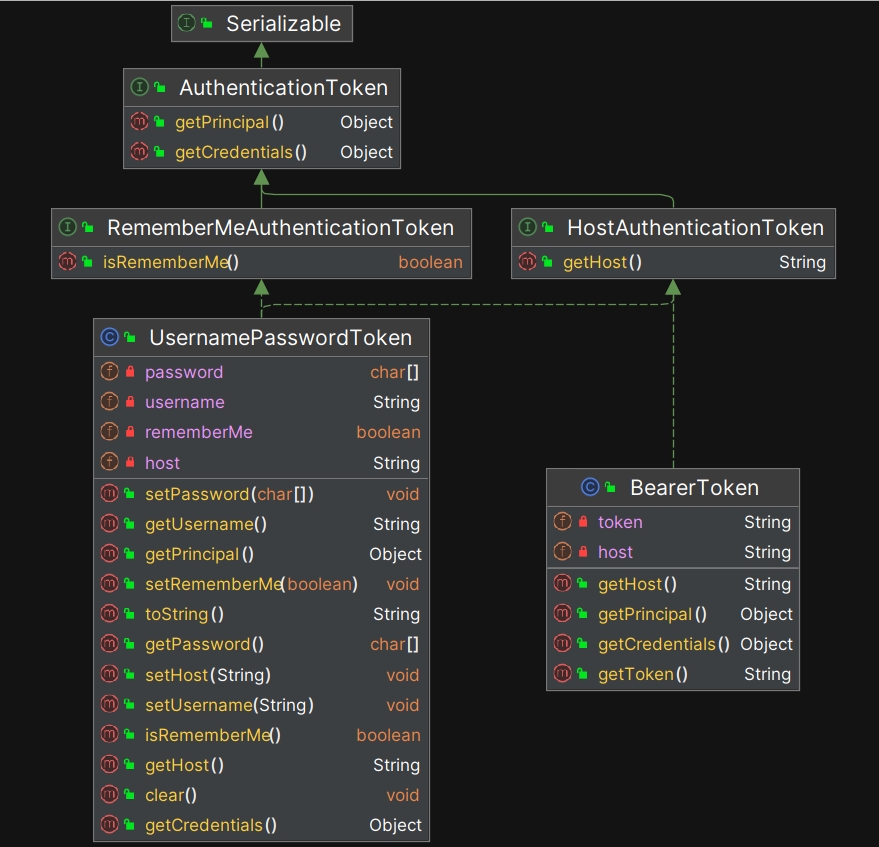 Serializable
AuthenticationToken
getPrincipal() Object
getCredentials() Object
RememberMeAuthenticationToken
isRememberMe() boolean
HostAuthenticationToken
getHost() String
UsernamePasswordToken
password char[]
username String
rememberMe boolean
host String
setPassword(char[]) void
getUsername() String
getPrincipal() Object
setRememberMe(boolean) void
toString() String
getPassword() char[]
setHost(String) void
setUsername(String) void
isRememberMe() boolean
getHost() String
clear() void
getCredentials() Object
BearerToken
token String
host String
getHost() String
getPrincipal() Object
getCredentials() Object
getToken() String